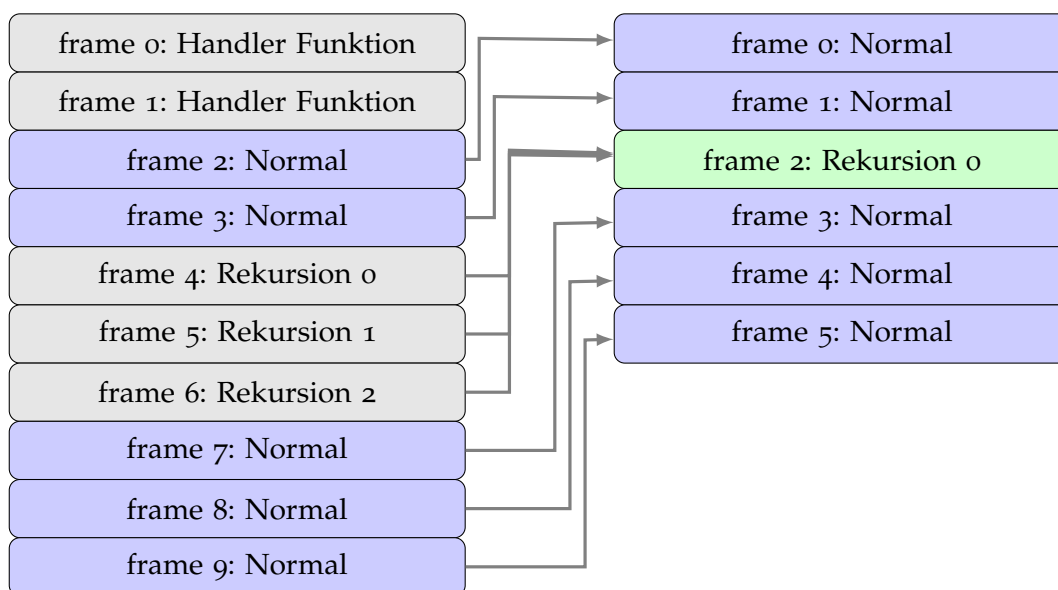 frame 0: Handler Funktion
frame 1: Handler Funktion
frame 2: Normal
frame 3: Normal
frame 4: Rekursion 0
frame 5: Rekursion 1
frame 6: Rekursion 2
frame 7: Normal
frame 8: Normal
frame 9: Normal
frame 0: Normal
frame 1: Normal
frame 2: Rekursion 0
frame 3: Normal
frame 4: Normal
frame 5: Normal